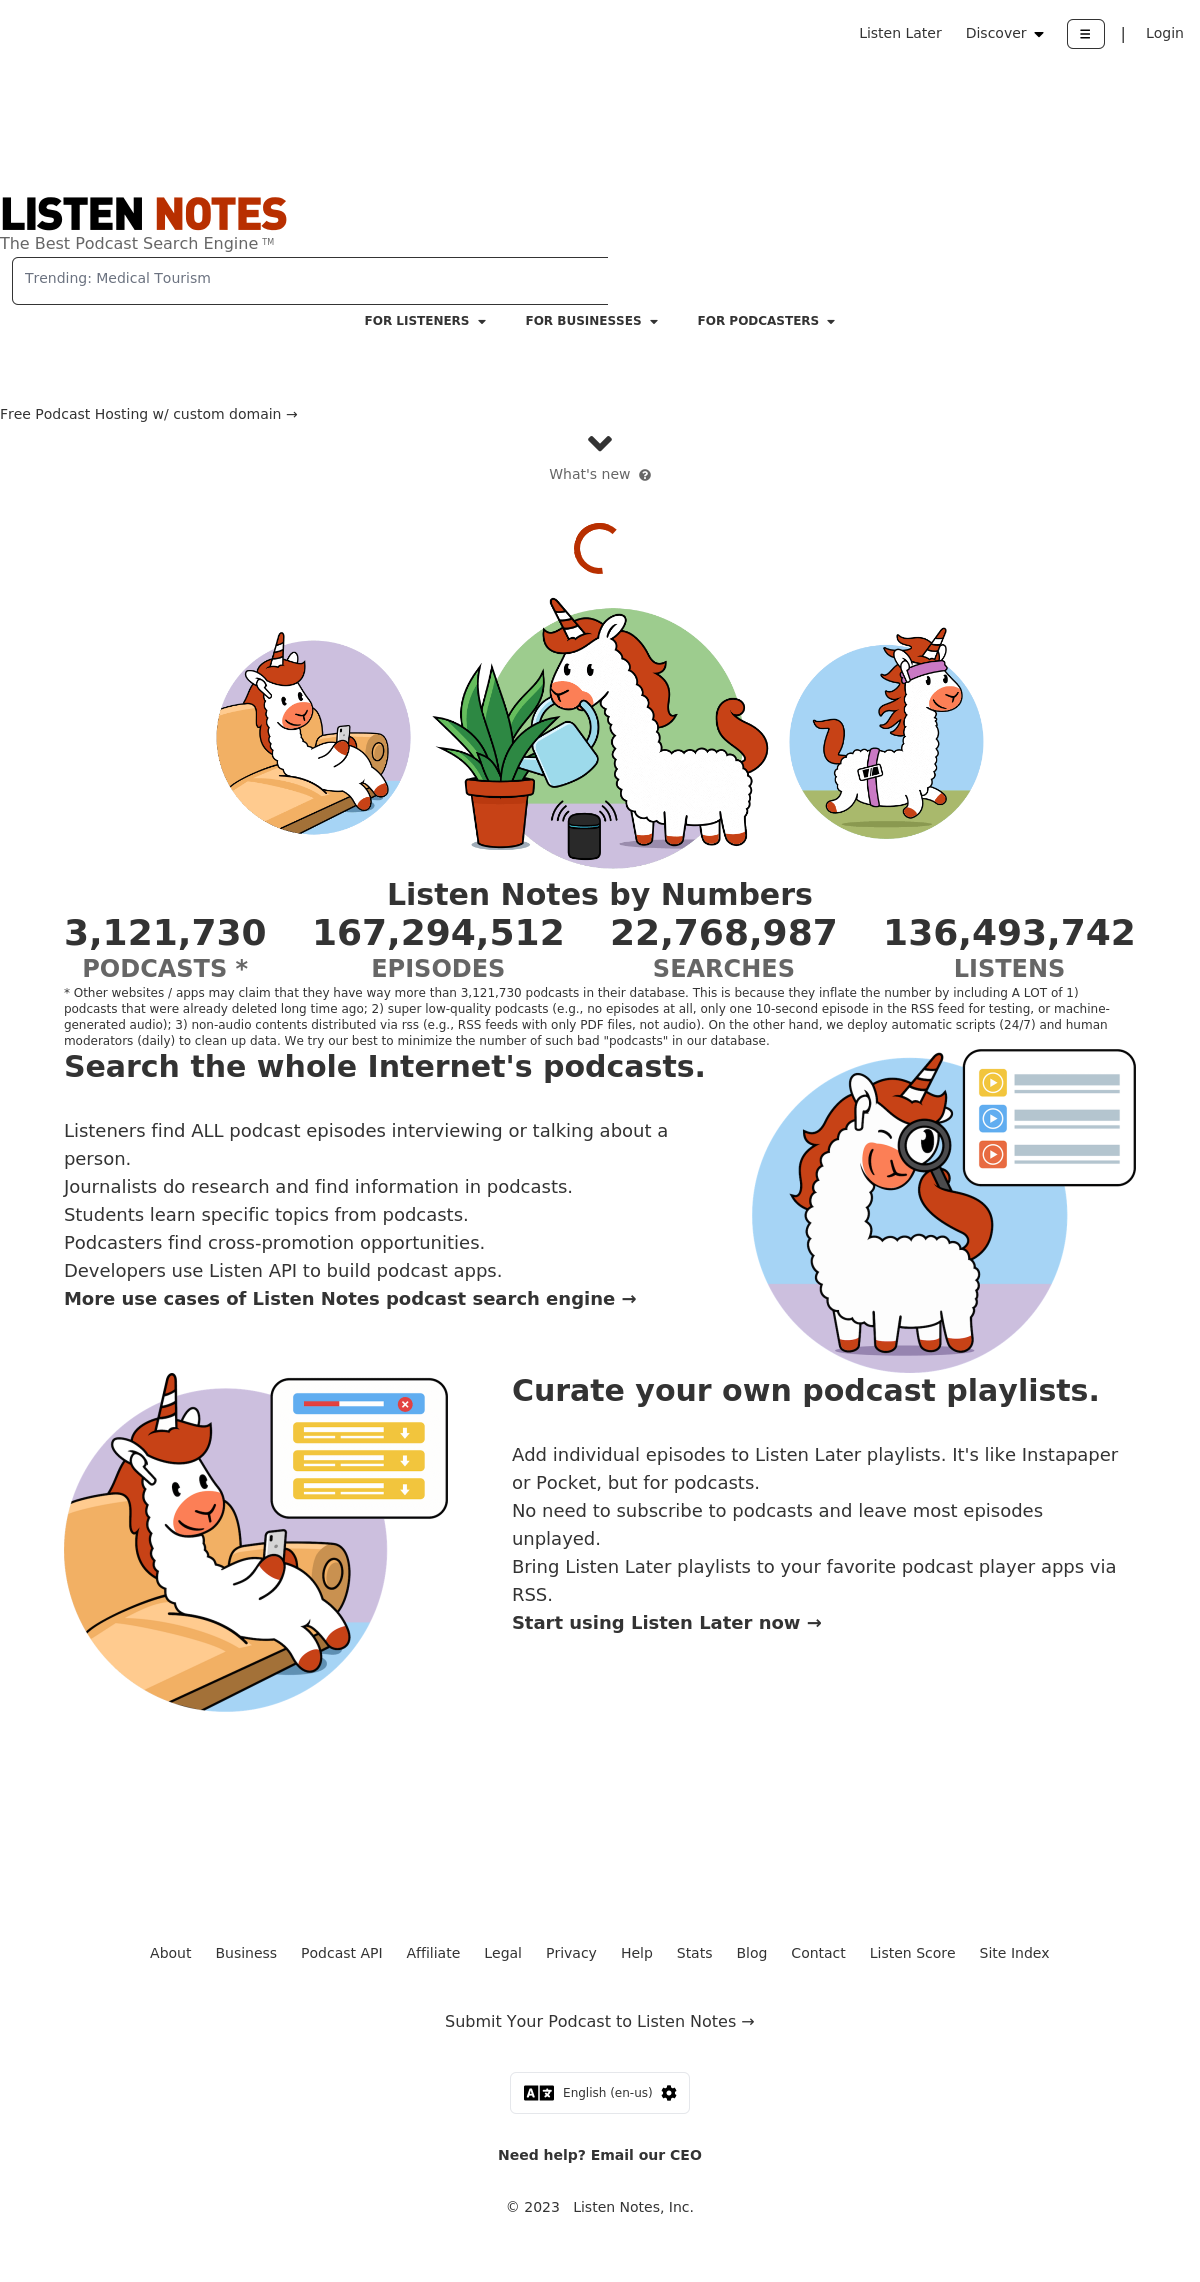 Listen Later Discover | Login
LISTEN NOTES
The Best Podcast Search Engine TM
Trending: Medical Tourism
FOR LISTENERS FOR BUSINESSES FOR PODCASTERS
Free Podcast Hosting w/ custom domain →
What's new
Listen Notes by Numbers
3,121,730 167,294,512 22,768,987 136,493,742
PODCASTS * EPISODES SEARCHES LISTENS
* Other websites / apps may claim that they have way more than 3,121,730 podcasts in their database. This is because they inflate the number by including A LOT of 1)
podcasts that were already deleted long time ago; 2) super low-quality podcasts (e.g., no episodes at all, only one 10-second episode in the RSS feed for testing, or machine-
generated audio); 3) non-audio contents distributed via rss (e.g., RSS feeds with only PDF files, not audio). On the other hand, we deploy automatic scripts (24/7) and human
moderators (daily) to clean up data. We try our best to minimize the number of such bad "podcasts" in our database.
Search the whole Internet's podcasts.
Listeners find ALL podcast episodes interviewing or talking about a
person.
Journalists do research and find information in podcasts.
Students learn specific topics from podcasts.
Podcasters find cross-promotion opportunities.
Developers use Listen API to build podcast apps.
More use cases of Listen Notes podcast search engine →
Curate your own podcast playlists.
Add individual episodes to Listen Later playlists. It's like Instapaper
or Pocket, but for podcasts.
No need to subscribe to podcasts and leave most episodes
unplayed.
Bring Listen Later playlists to your favorite podcast player apps via
RSS.
Start using Listen Later now →
About Business Podcast API Affiliate Legal Privacy Help Stats Blog Contact Listen Score Site Index
Submit Your Podcast to Listen Notes →
English (en-us)
Need help? Email our CEO
© 2023 Listen Notes, Inc.